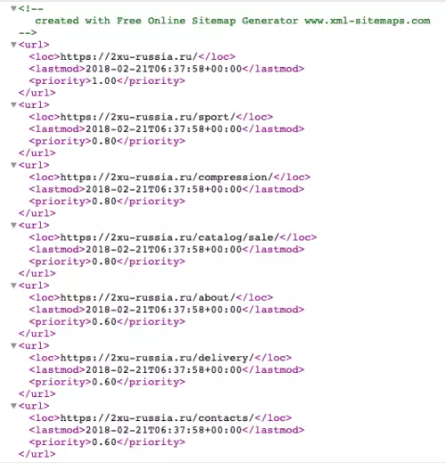 <!--
created with Free Online Sitemap Generator www.xml-sitemaps.com
-->
<url>
<loc>https://2xu-russia.ru/</loc>
<lastmod>2018-02-21T06:37:58+00:00</lastmod>
<priority>1.00</priority>
</url>
<url>
<loc>https://2xu-russia.ru/sport/</loc>
<lastmod>2018-02-21T06:37:58+00:00</lastmod>
<priority>0.80</priority>
</url>
<url>
<loc>https://2xu-russia.ru/compression/</loc>
<lastmod>2018-02-21T06:37:58+00:00</lastmod>
<priority>0.80</priority>
</url>
<url>
<loc>https://2xu-russia.ru/catalog/sale/</loc>
<lastmod>2018-02-21T06:37:58+00:00</lastmod>
<priority>0.80</priority>
</url>
<url>
<loc>https://2xu-russia.ru/about/</loc>
<lastmod>2018-02-21T06:37:58+00:00</lastmod>
<priority>0.60</priority>
</url>
<url>
<loc>https://2xu-russia.ru/delivery/</loc>
<lastmod>2018-02-21T06:37:58+00:00</lastmod>
<priority>0.60</priority>
</url>
<url>
<loc>https://2xu-russia.ru/contacts/</loc>
<lastmod>2018-02-21T06:37:58+00:00</lastmod>
<priority>0.60</priority>
</url>